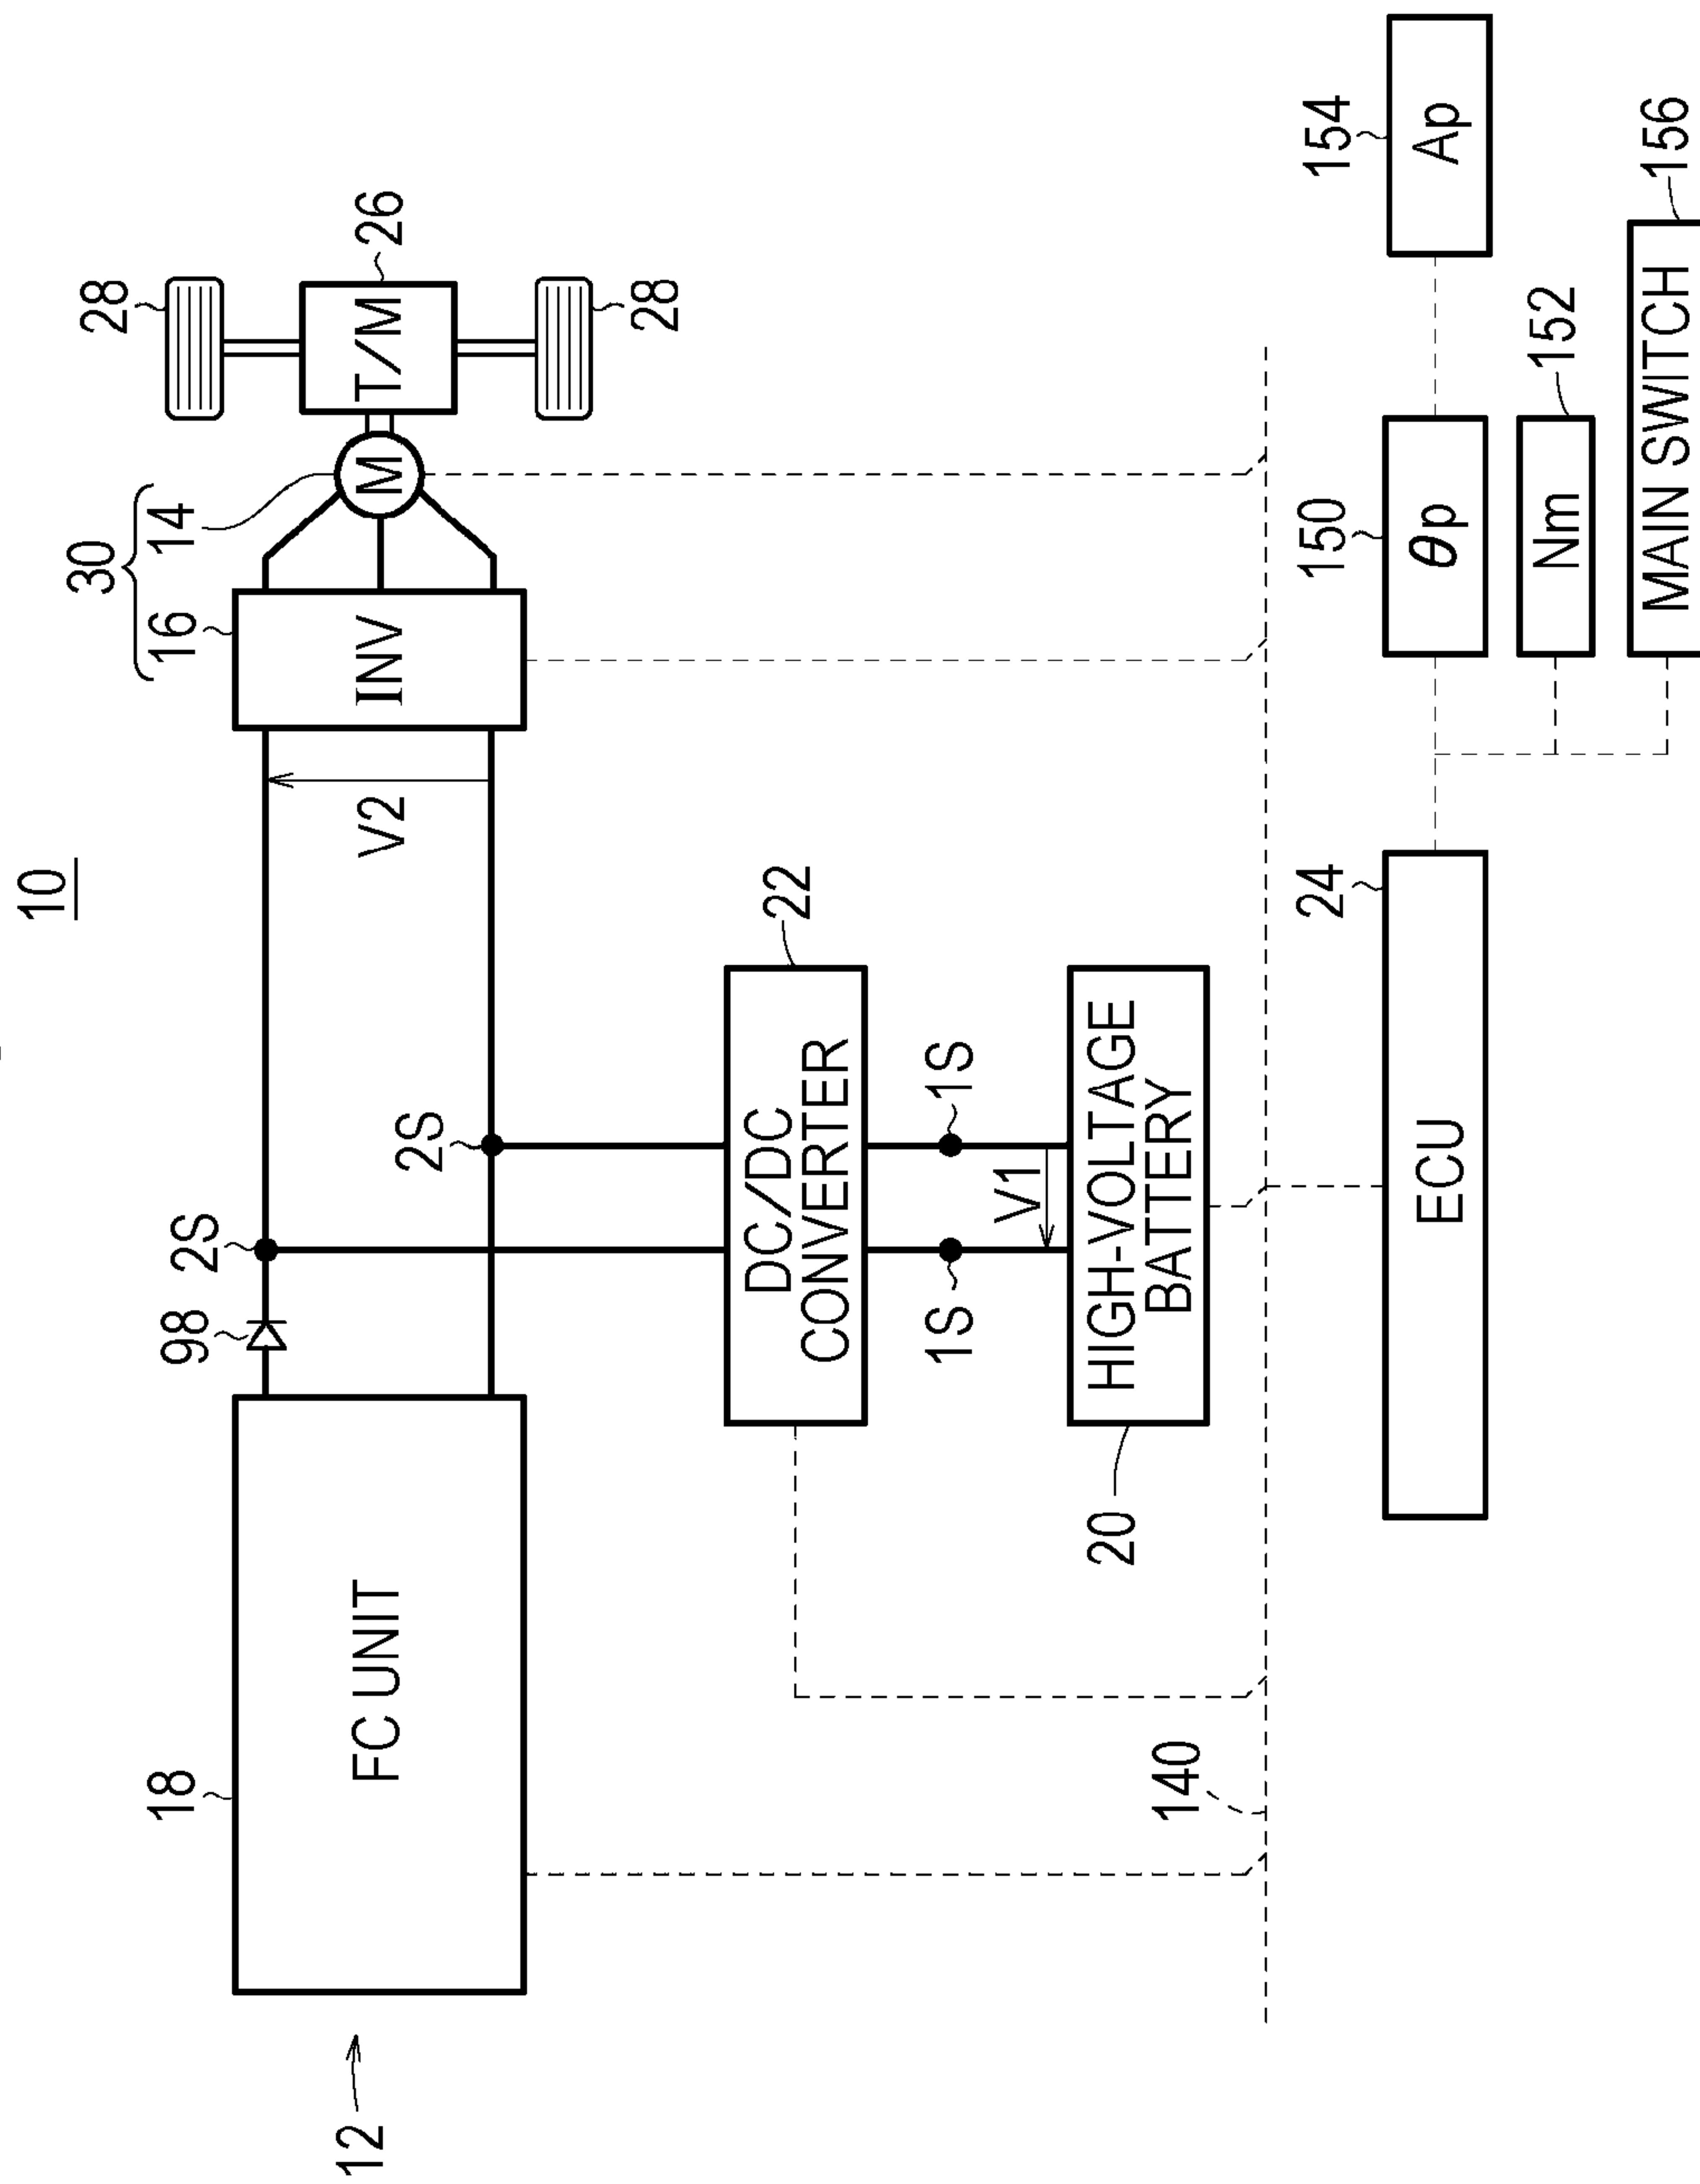 10
12
18
FC UNIT
98
2S
2S
V2
30
16
14
INV
M
28
T/M
26
28
22
DC/DC
CONVERTER
1S
1S
V1
20
HIGH-VOLTAGE
BATTERY
140
24
ECU
150
θp
154
Ap
Nm
152
MAIN SWITCH
156